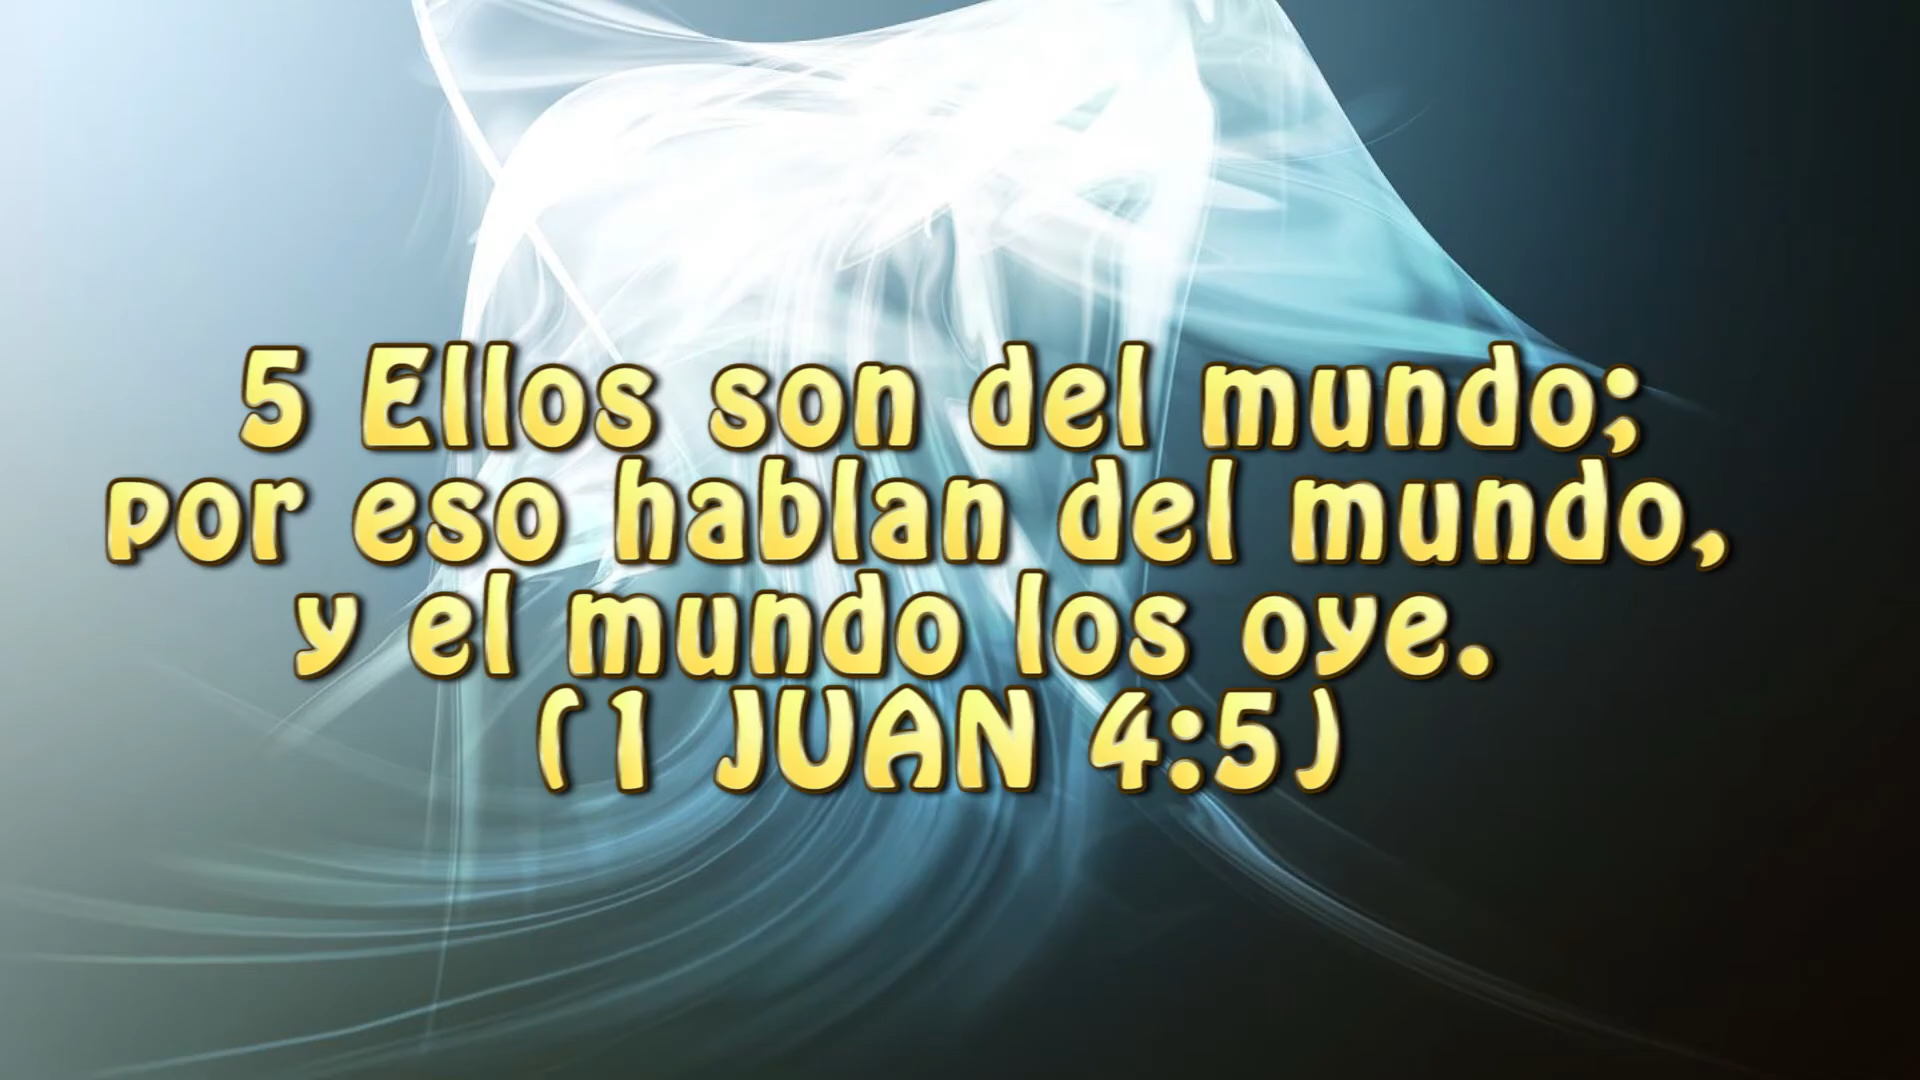 5 Ellos son del mundo;
por eso hablan del mundo,
y el mundo los oye.
(1 JUAN 4:5)